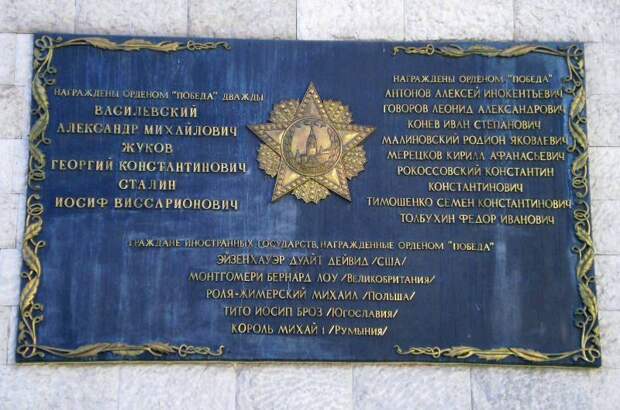 НАГРАЖДЕНЫ ОРДЕНОМ "ПОБЕДА" ДВАЖДЫ
ВАСИЛЕВСКИЙ
АЛЕКСАНДР МИХАЙЛОВИЧ
ЖУКОВ
ГЕОРГИЙ КОНСТАНТИНОВИЧ
СТАЛИН
ИОСИФ ВИССАРИОНОВИЧ
НАГРАЖДЕНЫ ОРДЕНОМ "ПОБЕДА"
АНТОНОВ АЛЕКСЕЙ ИНОКЕНТЬЕВИЧ
ГОВОРОВ ЛЕОНИД АЛЕКСАНДРОВИЧ
КОНЕВ ИВАН СТЕПАНОВИЧ
МАЛИНОВСКИЙ РОДИОН ЯКОВЛЕВИЧ
МЕРЕЦКОВ КИРИЛЛ АФАНАСЬЕВИЧ
РОКОССОВСКИЙ КОНСТАНТИН
КОНСТАНТИНОВИЧ
ТИМОШЕНКО СЕМЕН КОНСТАНТИНОВИЧ
ТОЛБУХИН ФЕДОР ИВАНОВИЧ
ГРАЖДАНЕ ИНОСТРАННЫХ ГОСУДАРСТВ, НАГРАЖДЕННЫЕ ОРДЕНОМ "ПОБЕДА"
ЭЙЗЕНХАУЭР ДУАЙТ ДЕЙВИД /США/
МОНТГОМЕРИ БЕРНАРД ЛОУ /ВЕЛИКОБРИТАНИЯ/
РОЛЯ-ЖИМЕРСКИЙ МИХАИЛ /ПОЛЬША/
ТИТО ИОСИП БРОЗ /ЮГОСЛАВИЯ/
КОРОЛЬ МИХАЙ I /РУМЫНИЯ/